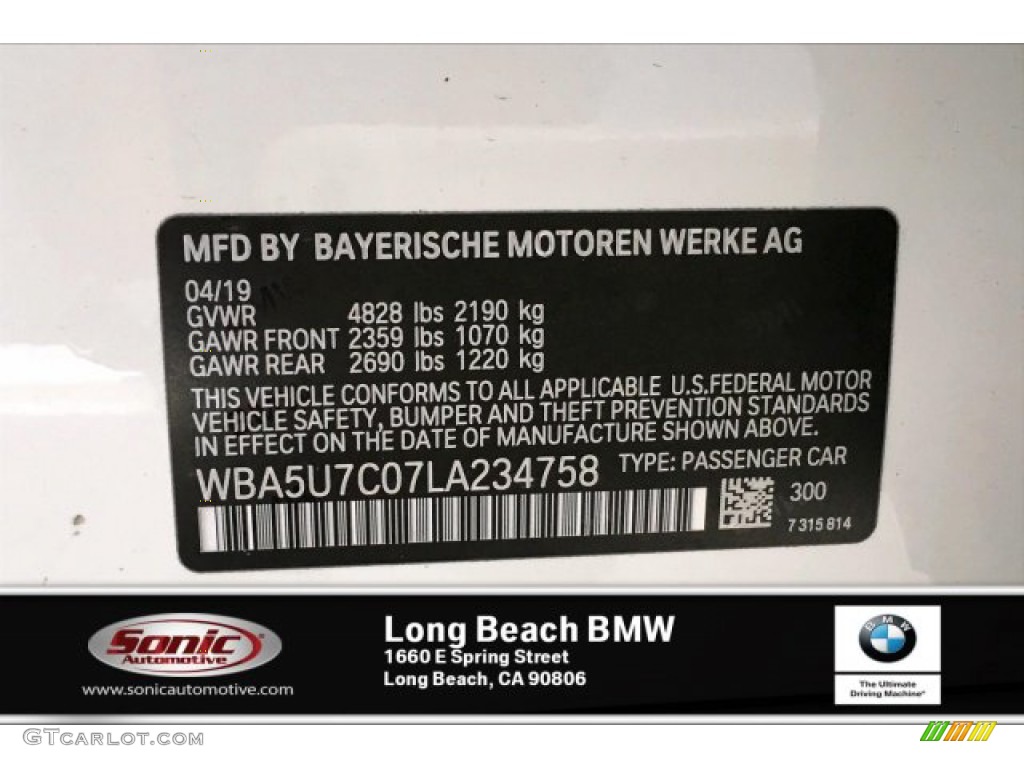 MFD BY BAYERISCHE MOTOREN WERKE AG
04/19
GVWR 4828 lbs 2190 kg
GAWR FRONT 2359 lbs 1070 kg
GAWR REAR 2690 lbs 1220 kg
THIS VEHICLE CONFORMS TO ALL APPLICABLE U.S.FEDERAL MOTOR
VEHICLE SAFETY, BUMPER AND THEFT PREVENTION STANDARDS
IN EFFECT ON THE DATE OF MANUFACTURE SHOWN ABOVE.
WBA5U7C07LA234758 TYPE: PASSENGER CAR
300
7 315 814
Sonic
Automotive
www.sonicautomotive.com
Long Beach BMW
1660 E Spring Street
Long Beach, CA 90806
BMW
The Ultimate
Driving Machine®
GTCARLOT.COM